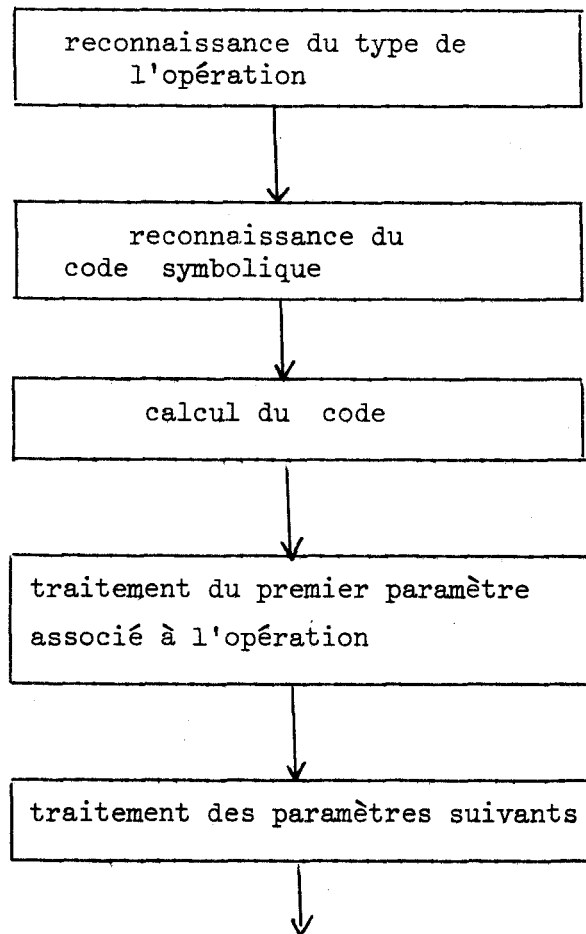 reconnaissance du type de
l'opération
reconnaissance du
code symbolique
calcul du code
traitement du premier paramètre
associé à l'opération
traitement des paramètres suivants